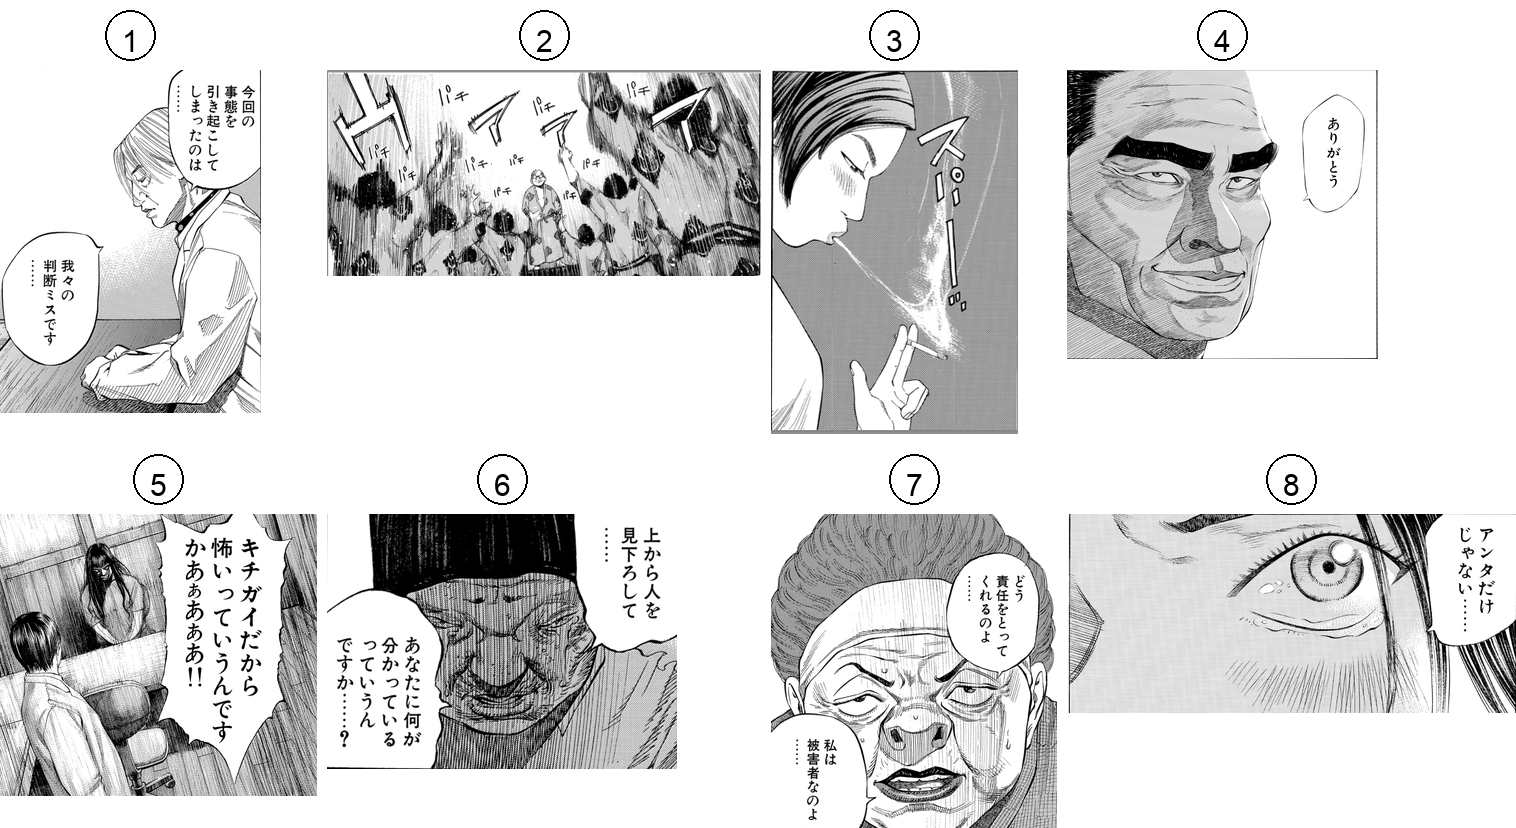 1
今回の
事態を
引き起こして
しまったのは
……
我々の
判断ミスです
……
2
パチ
パチ
パチ
パチ
パチ
パチ
パチ
パチ
パチ
3
スパーーッ
4
ありがとう
5
キチガイだから
怖いっていうんです
かあぁあぁぁ!!
6
上から人を
見下ろして
……
あなたに何が
分かっている
っていうん
ですか……?
7
どう
責任をとって
くれるのよ
……
私は
被害者なのよ
……
8
アンタだけ
じゃない……